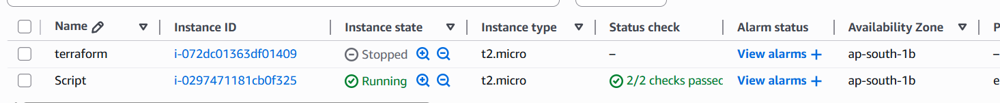 Name Instance ID Instance state Instance type Status check Alarm status Availability Zone P
terraform i-072dc01363df01409 Stopped t2.micro – View alarms + ap-south-1b –
Script i-0297471181cb0f325 Running t2.micro 2/2 checks passed View alarms + ap-south-1b e